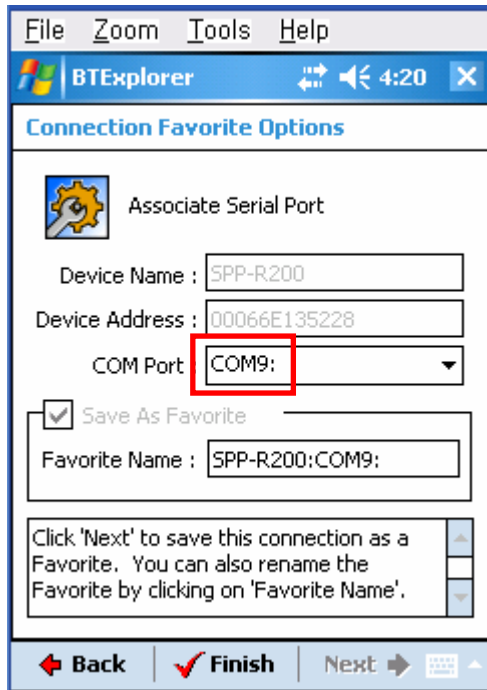 File Zoom Tools Help
BTExplorer 4:20
Connection Favorite Options
Associate Serial Port
Device Name : SPP-R200
Device Address : 00066E135228
COM Port : COM9:
Save As Favorite
Favorite Name : SPP-R200:COM9:
Click 'Next' to save this connection as a
Favorite. You can also rename the
Favorite by clicking on 'Favorite Name'.
Back Finish Next